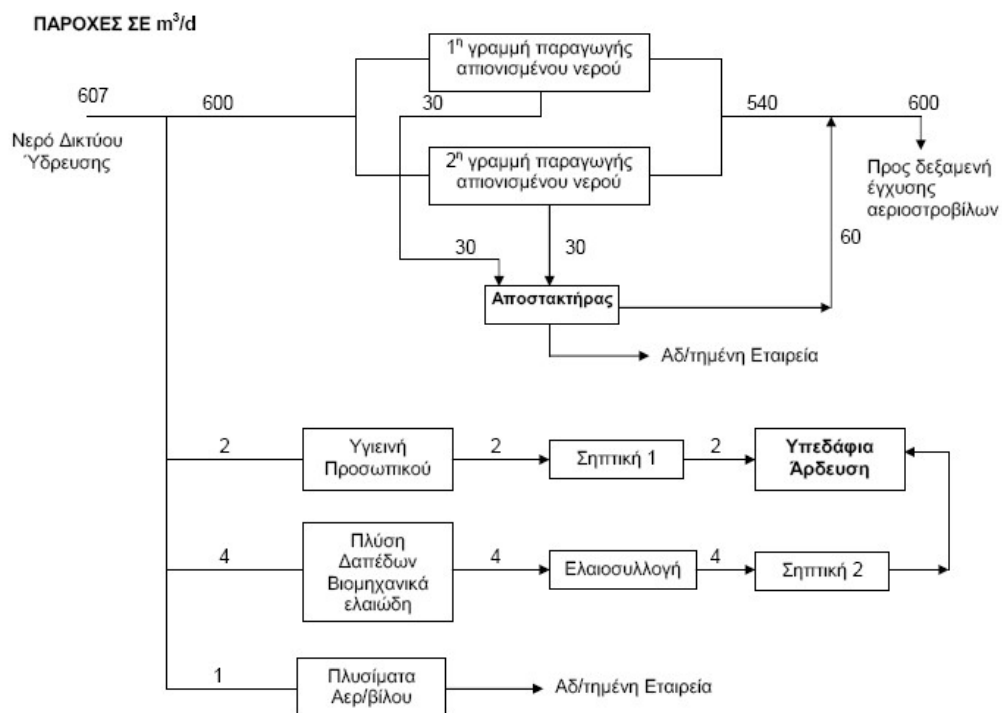 ΠΑΡΟΧΕΣ ΣΕ m³/d
1η γραμμή παραγωγής
απιονισμένου νερού
607
600
30
540
600
Νερό Δικτύου
Ύδρευσης
2η γραμμή παραγωγής
απιονισμένου νερού
Προς δεξαμενή
έγχυσης
αεριοστροβίλων
30
30
60
Αποστακτήρας
Αδ/τημένη Εταιρεία
2
Υγιεινή
Προσωπικού
2
Σηπτική 1
2
Υπεδάφια
Άρδευση
4
Πλύση
Δαπέδων
Βιομηχανικά
ελαιώδη
4
Ελαιοσυλλογή
4
Σηπτική 2
1
Πλυσίματα
Αερ/βίλου
Αδ/τημένη Εταιρεία